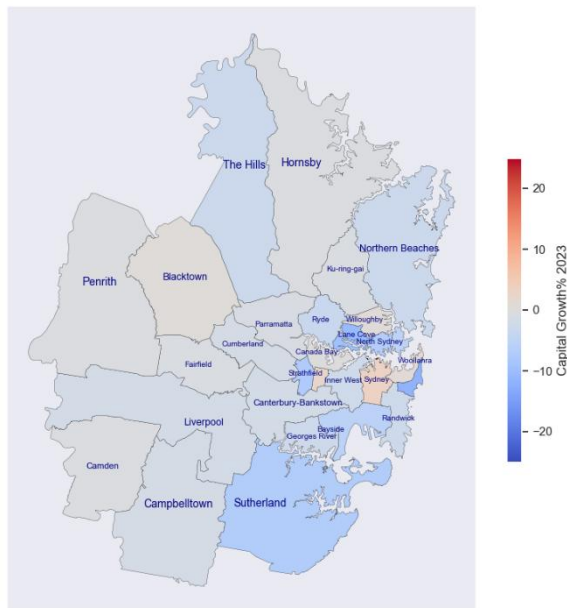 The Hills
Hornsby
Northern Beaches
Ku-ring-gai
Penrith
Blacktown
Parramatta
Ryde
Willoughby
Lane Cove
North Sydney
Cumberland
Canada Bay
Woollahra
Fairfield
Strathfield
Inner West
Sydney
Canterbury-Bankstown
Randwick
Liverpool
Bayside
Georges River
Camden
Campbelltown
Sutherland
20
10
0
−10
−20
Capital Growth% 2023